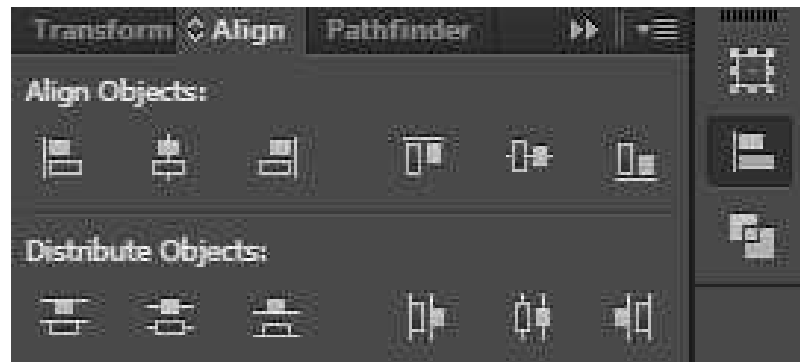 Transform Align Pathfinder
Align Objects:
Distribute Objects: